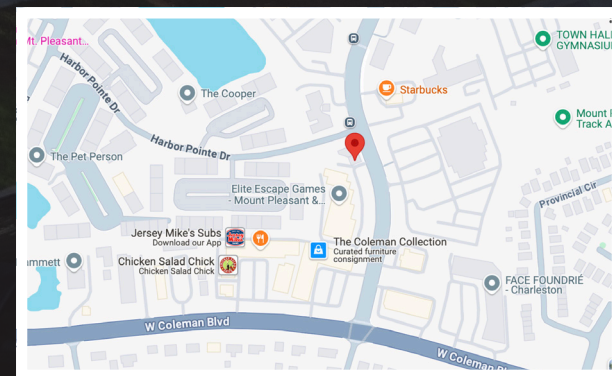 Mt. Pleasant...
TOWN HALL
GYMNASIU
Harbor Pointe Dr
The Cooper
Starbucks
Mount
Track A
Harbor Pointe Dr
The Pet Person
Provincial Cir
Elite Escape Games
- Mount Pleasant &...
Jersey Mike's Subs
Download our App
The Coleman Collection
Curated furniture
consignment
Chicken Salad Chick
Chicken Salad Chick
mmett
FACE FOUNDRIÉ
- Charleston
W Coleman Blvd
W Coleman